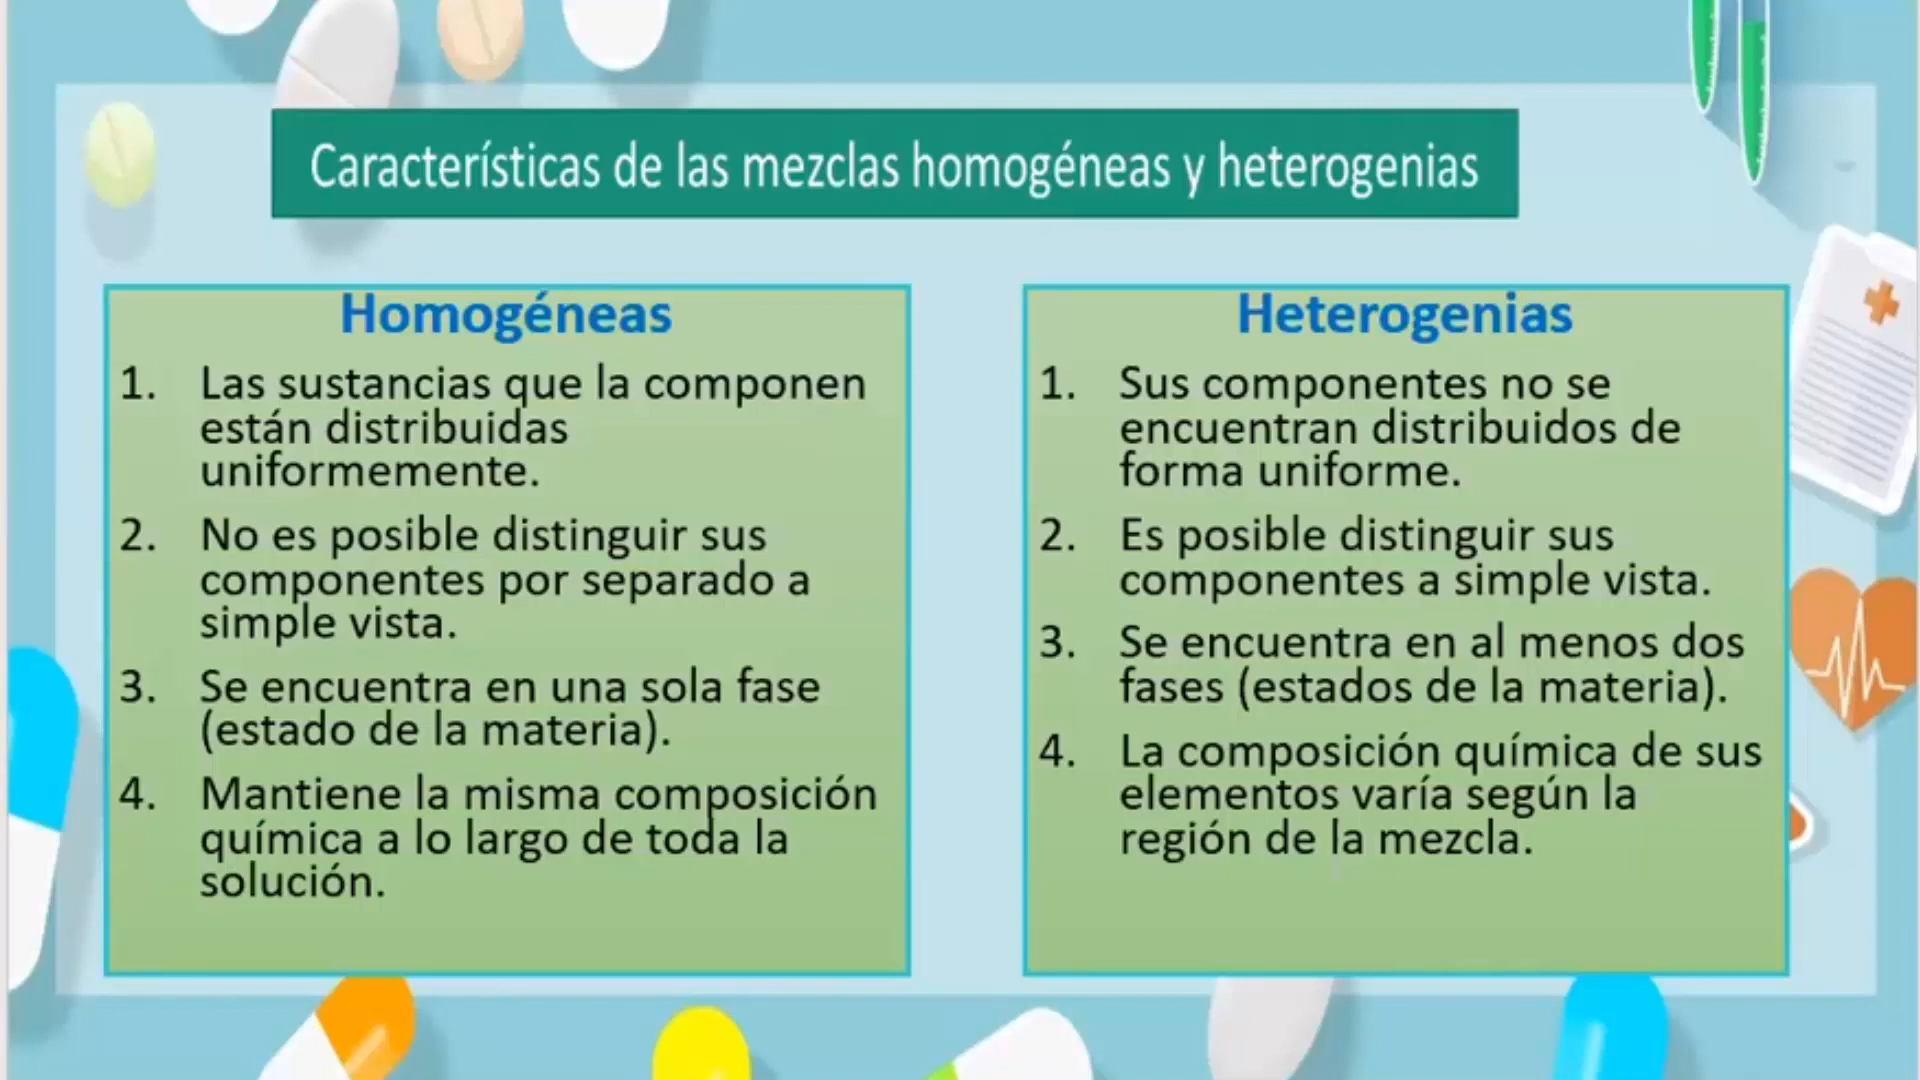 Características de las mezclas homogéneas y heterogenias
Homogéneas
1. Las sustancias que la componen
están distribuidas
uniformemente.
2. No es posible distinguir sus
componentes por separado a
simple vista.
3. Se encuentra en una sola fase
(estado de la materia).
4. Mantiene la misma composición
química a lo largo de toda la
solución.
Heterogenias
1. Sus componentes no se
encuentran distribuidos de
forma uniforme.
2. Es posible distinguir sus
componentes a simple vista.
3. Se encuentra en al menos dos
fases (estados de la materia).
4. La composición química de sus
elementos varía según la
región de la mezcla.